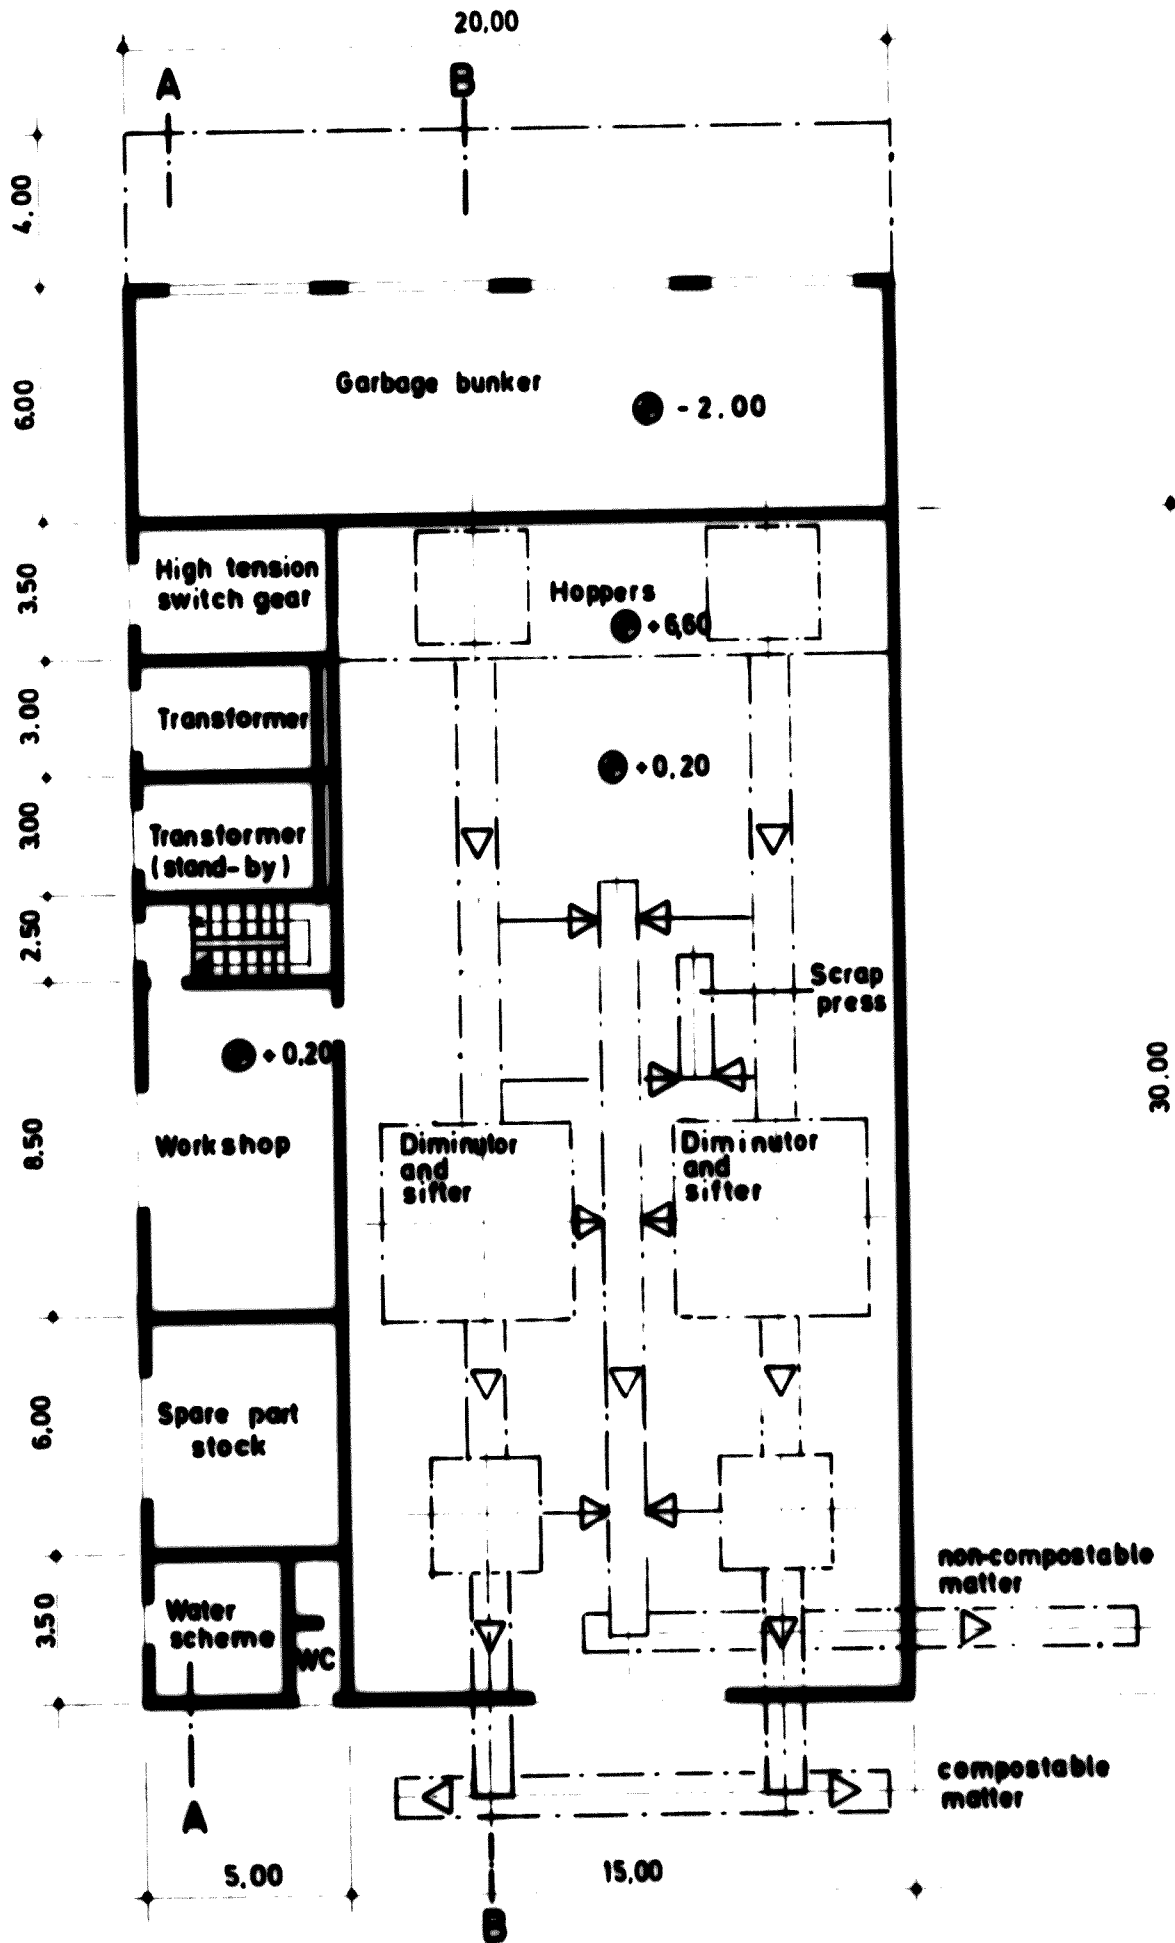 20,00
A
B
4.00
Garbage bunker
- 2.00
6.00
High tension
switch gear
3.50
Hoppers
+ 6,60
Transformer
3.00
+ 0,20
Transformer
(stand-by)
3.00
2.50
Scrap
press
+ 0,20
30.00
Workshop
8.50
Diminutor
and
sifter
Diminutor
and
sifter
Spare part
stock
6,00
non-compostable
matter
Water
scheme
WC
3.50
compostable
matter
A
5,00
15,00
B